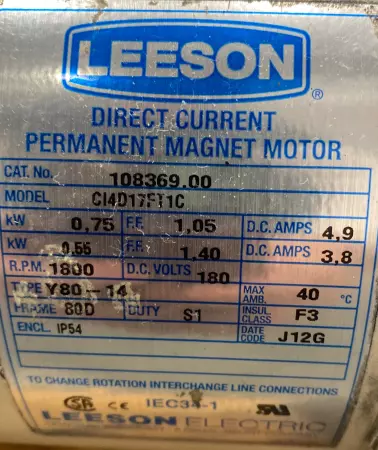 LEESON
®
DIRECT CURRENT
PERMANENT MAGNET MOTOR
CAT. No. 108369.00
MODEL CI4D17FT1C
KW 0,75 F.F. 1,05 D.C. AMPS 4,9
KW 0,55 F.F. 1,40 D.C. AMPS 3,8
R.P.M. 1800 D.C. VOLTS 180
TYPE Y80-14 MAX AMB. 40 °C
FRAME 80D DUTY S1 INSUL CLASS F3
ENCL. IP54 DATE CODE J12G
TO CHANGE ROTATION INTERCHANGE LINE CONNECTIONS
CE IEC34-1
LEESON ELECTRIC